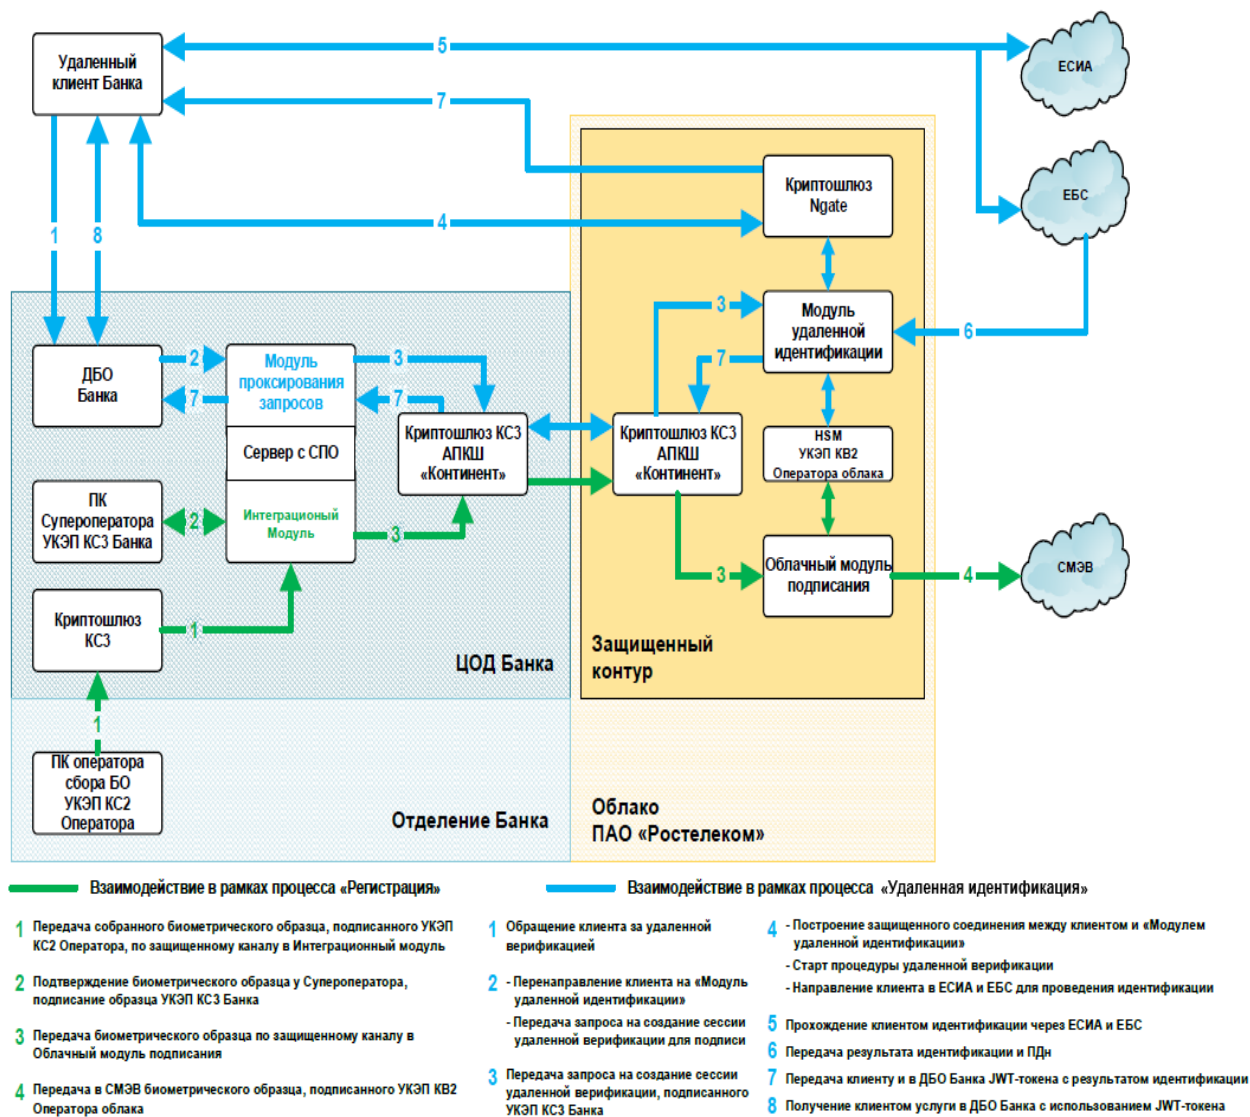 5
Удаленный
клиент Банка
ЕСИА
7
Криптошлюз
Ngate
ЕБС
4
1
8
3
Модуль
удаленной
идентификации
6
7
ДБО
Банка
2
7
Модуль
проксирования
запросов
3
7
Сервер с СПО
Интеграционый
Модуль
Криптошлюз КС3
АПКШ
«Континент»
Криптошлюз КС3
АПКШ
«Континент»
HSM
УКЭП КВ2
Оператора облака
ПК
Супероператора
УКЭП КС3 Банка
2
3
3
Облачный модуль
подписания
4
СМЭВ
Криптошлюз
КС3
1
ЦОД Банка
Защищенный
контур
1
ПК оператора
сбора БО
УКЭП КС2
Оператора
Отделение Банка
Облако
ПАО «Ростелеком»
Взаимодействие в рамках процесса «Регистрация»
1 Передача собранного биометрического образца, подписанного УКЭП
КС2 Оператора, по защищенному каналу в Интеграционный модуль
2 Подтверждение биометрического образца у Супероператора,
подписание образца УКЭП КС3 Банка
3 Передача биометрического образца по защищенному каналу в
Облачный модуль подписания
4 Передача в СМЭВ биометрического образца, подписанного УКЭП КВ2
Оператора облака
Взаимодействие в рамках процесса «Удаленная идентификация»
1 Обращение клиента за удаленной
верификацией
2 - Перенаправление клиента на «Модуль
удаленной идентификации»
- Передача запроса на создание сессии
удаленной верификации для подписи
3 Передача запроса на создание сессии
удаленной верификации, подписанного
УКЭП КС3 Банка
4 - Построение защищенного соединения между клиентом и «Модулем
удаленной идентификации»
- Старт процедуры удаленной верификации
- Направление клиента в ЕСИА и ЕБС для проведения идентификации
5 Прохождение клиентом идентификации через ЕСИА и ЕБС
6 Передача результата идентификации и ПДн
7 Передача клиенту и в ДБО Банка JWT-токена с результатом идентификации
8 Получение клиентом услуги в ДБО Банка с использованием JWT-токена